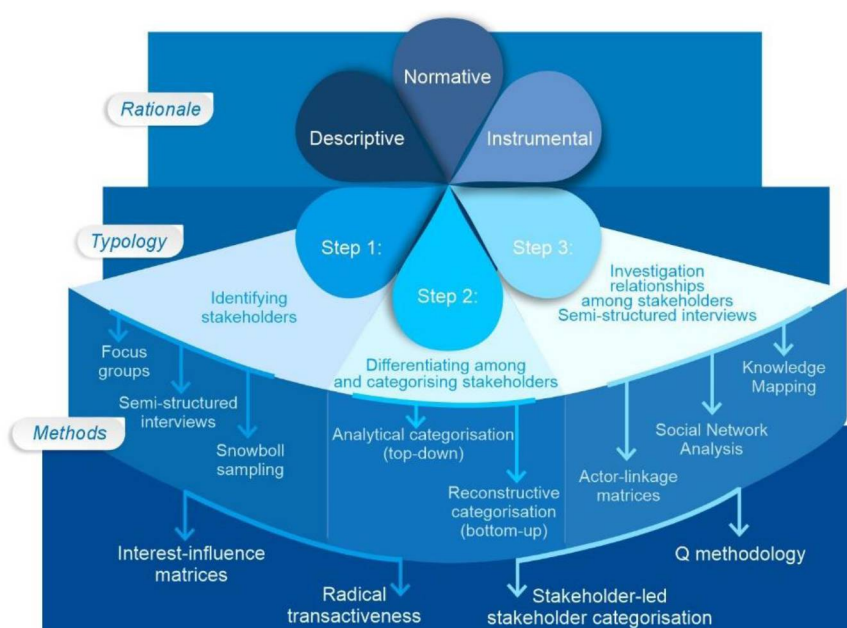 Normative
Rationale
Descriptive
Instrumental
Typology
Step 1:
Step 3:
Step 2:
Identifying
stakeholders
Investigation
relationships
among stakeholders
Semi-structured interviews
Differentiating among
and categorising stakeholders
Focus
groups
Semi-structured
interviews
Snowboll
sampling
Methods
Analytical categorisation
(top-down)
Reconstructive
categorisation
(bottom-up)
Knowledge
Mapping
Social Network
Analysis
Actor-linkage
matrices
Interest-influence
matrices
Radical
transactiveness
Stakeholder-led
stakeholder categorisation
Q methodology